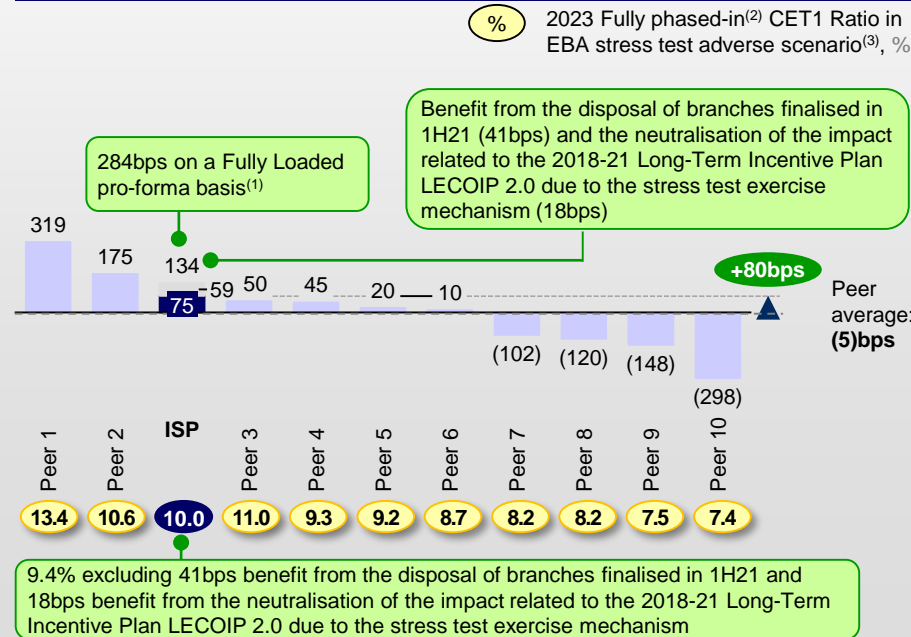 %
2023 Fully phased-in(2) CET1 Ratio in
EBA stress test adverse scenario(3), %
Benefit from the disposal of branches finalised in
1H21 (41bps) and the neutralisation of the impact
related to the 2018-21 Long-Term Incentive Plan
LECOIP 2.0 due to the stress test exercise
mechanism (18bps)
284bps on a Fully Loaded
pro-forma basis(1)
319
175
134
59
75
50
45
20
10
(102)
(120)
(148)
(298)
+80bps
Peer
average:
(5)bps
Peer 1
Peer 2
ISP
Peer 3
Peer 4
Peer 5
Peer 6
Peer 7
Peer 8
Peer 9
Peer 10
13.4
10.6
10.0
11.0
9.3
9.2
8.7
8.2
8.2
7.5
7.4
9.4% excluding 41bps benefit from the disposal of branches finalised in 1H21 and
18bps benefit from the neutralisation of the impact related to the 2018-21 Long-Term
Incentive Plan LECOIP 2.0 due to the stress test exercise mechanism